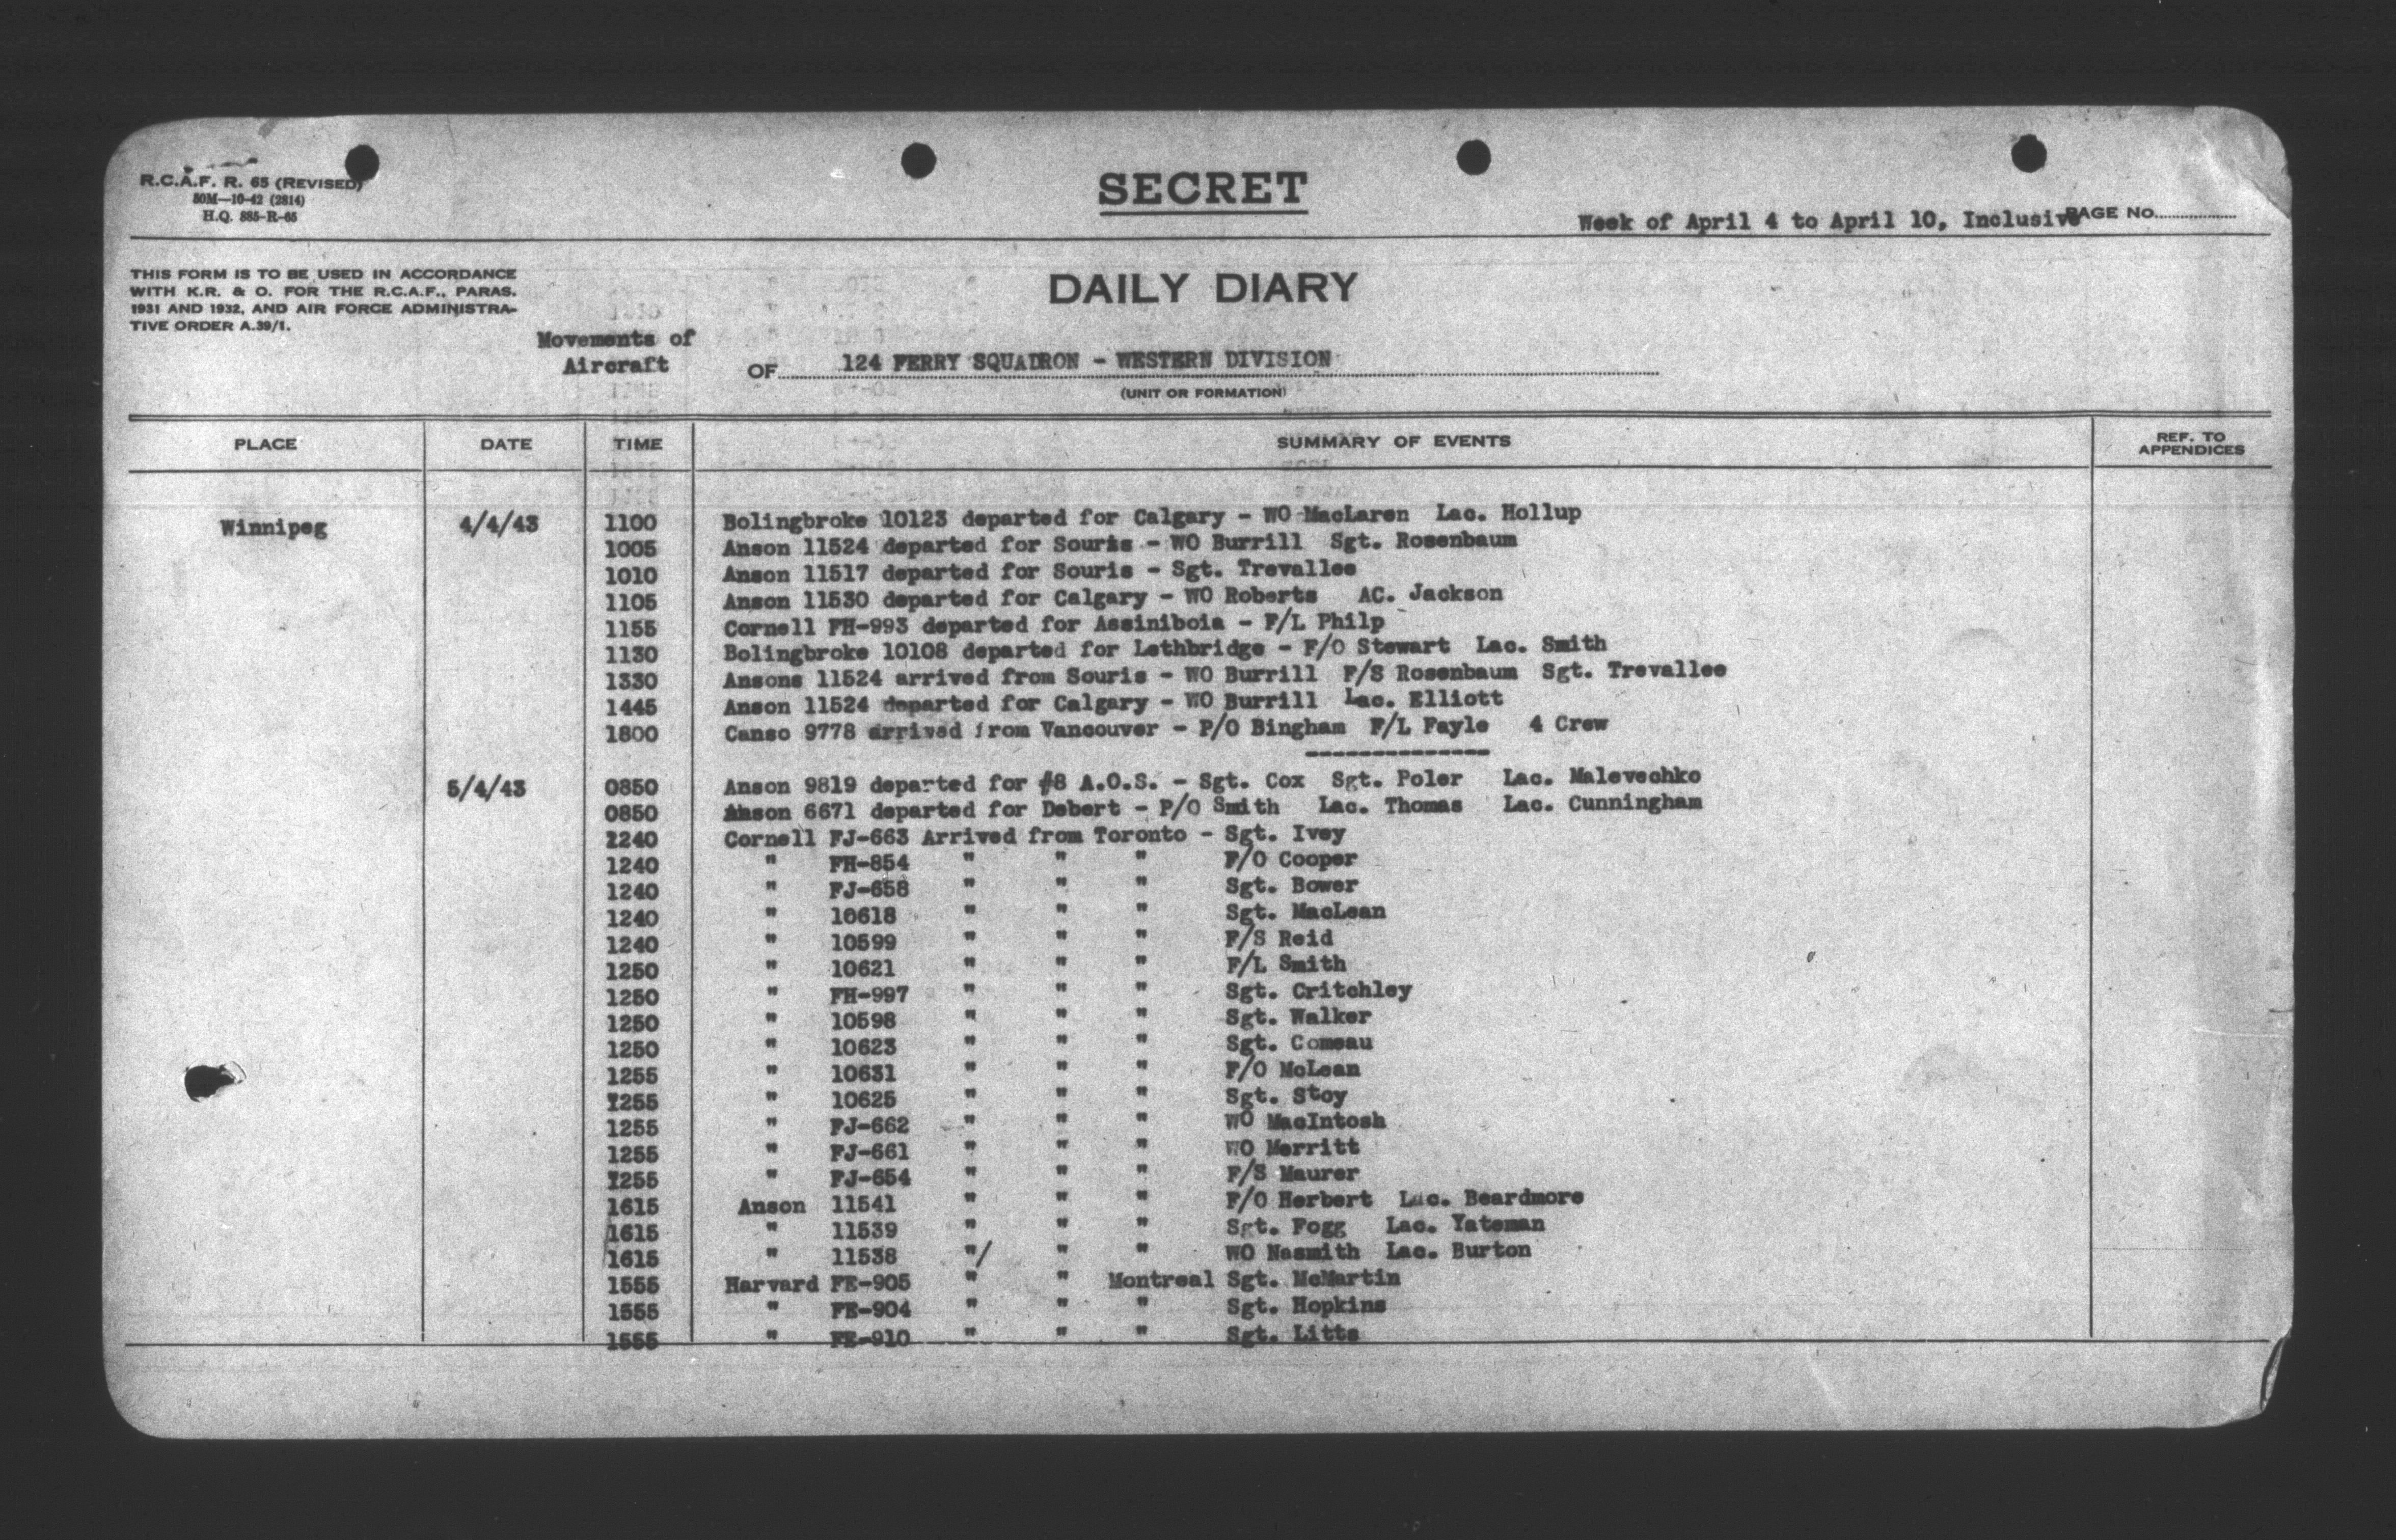 R.C.A.F. R. 65 (REVISED)
50M—10-42 (2814)
H.Q. 885-R-65
SECRET
Week of April 4 to April 10, Inclusive PAGE No.
THIS FORM IS TO BE USED IN ACCORDANCE
WITH K.R. & O. FOR THE R.C.A.F., PARAS.
1931 AND 1932, AND AIR FORCE ADMINISTRA-
TIVE ORDER A.39/1.
DAILY DIARY
Movements of
Aircraft
OF 124 FERRY SQUADRON - WESTERN DIVISION
(UNIT OR FORMATION)
PLACE DATE TIME SUMMARY OF EVENTS REF. TO APPENDICES
Winnipeg 4/4/43 1100 Bolingbroke 10123 departed for Calgary - WO MacLaren Lac. Hollup
1005 Anson 11524 departed for Souris - WO Burrill Sgt. Rosenbaum
1010 Anson 11517 departed for Souris - Sgt. Trevallee
1105 Anson 11530 departed for Calgary - WO Roberts AC. Jackson
1155 Cornell FH-993 departed for Assiniboia - F/L Philp
1130 Bolingbroke 10108 departed for Lethbridge - F/O Stewart Lac. Smith
1330 Ansons 11524 arrived from Souris - WO Burrill F/S Rosenbaum Sgt. Trevallee
1445 Anson 11524 departed for Calgary - WO Burrill Lac. Elliott
1800 Canso 9778 arrived from Vancouver - P/O Bingham F/L Fayle 4 Crew
--------------
5/4/43 0850 Anson 9819 departed for #8 A.O.S. - Sgt. Cox Sgt. Poler Lac. Malevechko
0850 Anson 6671 departed for Debert - P/O Smith Lac. Thomas Lac. Cunningham
1240 Cornell FJ-663 Arrived from Toronto - Sgt. Ivey
1240 " FH-854 " " " F/O Cooper
1240 " FJ-658 " " " Sgt. Bower
1240 " 10618 " " " Sgt. MacLean
1240 " 10599 " " " F/S Reid
1250 " 10621 " " " F/L Smith
1250 " FH-997 " " " Sgt. Critchley
1250 " 10598 " " " Sgt. Walker
1250 " 10623 " " " Sgt. Comeau
1255 " 10631 " " " F/O McLean
1255 " 10625 " " " Sgt. Stoy
1255 " FJ-662 " " " WO MacIntosh
1255 " FJ-661 " " " WO Merritt
1255 " FJ-654 " " " F/S Maurer
1615 Anson 11541 " " " F/O Herbert Lac. Beardmore
1615 " 11539 " " " Sgt. Fogg Lac. Yateman
1615 " 11538 "/ " " WO Nasmith Lac. Burton
1555 Harvard FE-905 " " Montreal Sgt. McMartin
1555 " FE-904 " " " Sgt. Hopkins
1555 " FE-910 " " " Sgt. Litts